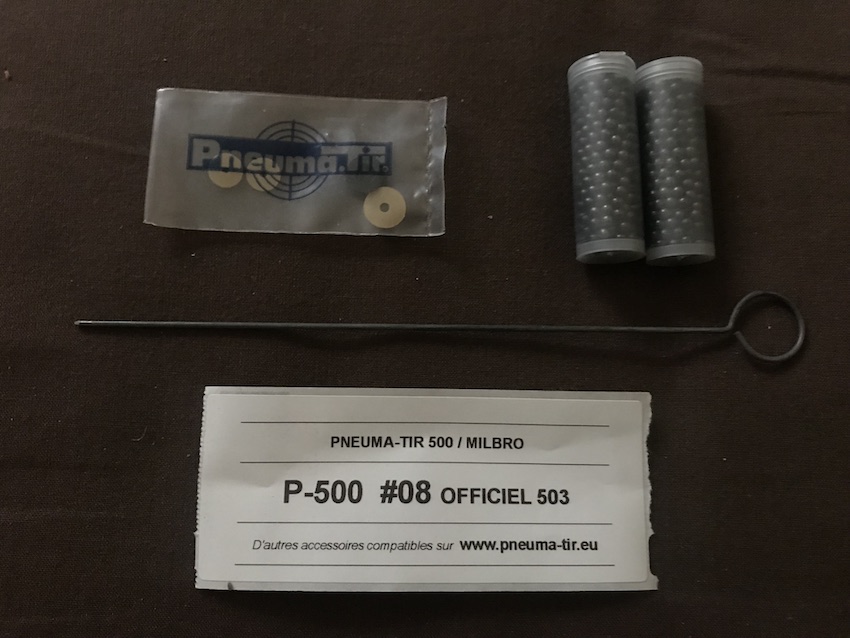 Pneuma.Tir
PNEUMA-TIR 500 / MILBRO
P-500 #08 OFFICIEL 503
D'autres accessoires compatibles sur www.pneuma-tir.eu